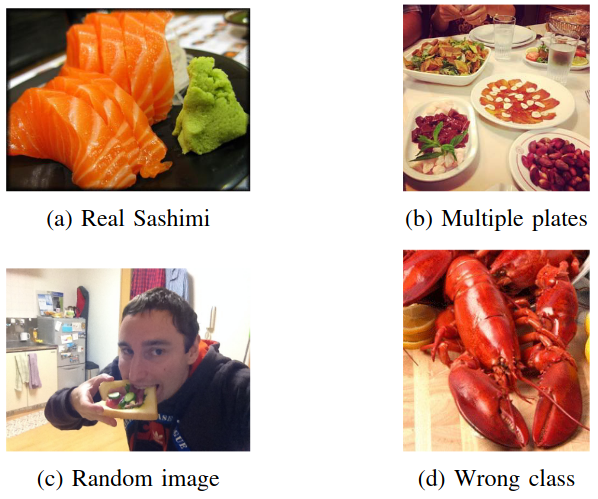 (a) Real Sashimi
(b) Multiple plates
(c) Random image
(d) Wrong class